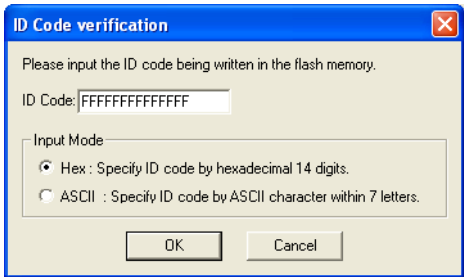 ID Code verification
Please input the ID code being written in the flash memory.
ID Code: FFFFFFFFFFFFFF
Input Mode
Hex : Specify ID code by hexadecimal 14 digits.
ASCII : Specify ID code by ASCII character within 7 letters.
OK Cancel